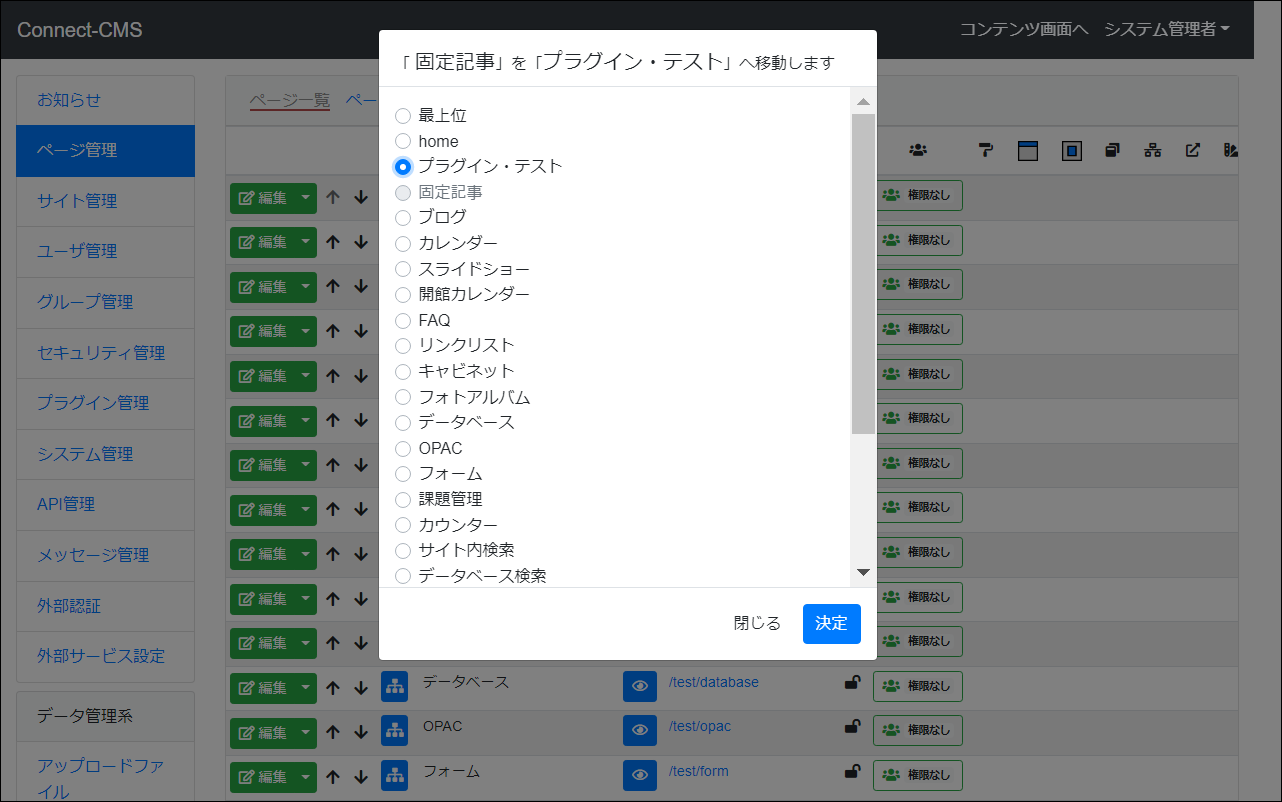 Connect-CMS
コンテンツ画面へ
システム管理者
お知らせ
ページ管理
サイト管理
ユーザ管理
グループ管理
セキュリティ管理
プラグイン管理
システム管理
API管理
メッセージ管理
外部認証
外部サービス設定
データ管理系
アップロードファ
イル
ページ一覧
ペー
「 固定記事」を「プラグイン・テスト」へ移動します
最上位
home
プラグイン・テスト
固定記事
ブログ
カレンダー
スライドショー
開館カレンダー
FAQ
リンクリスト
キャビネット
フォトアルバム
データベース
OPAC
フォーム
課題管理
カウンター
サイト内検索
データベース検索
閉じる
決定
編集
権限なし
編集
権限なし
編集
権限なし
編集
権限なし
編集
権限なし
編集
権限なし
編集
権限なし
編集
権限なし
編集
権限なし
編集
権限なし
編集
権限なし
編集
データベース
/test/database
権限なし
編集
OPAC
/test/opac
権限なし
編集
フォーム
/test/form
権限なし